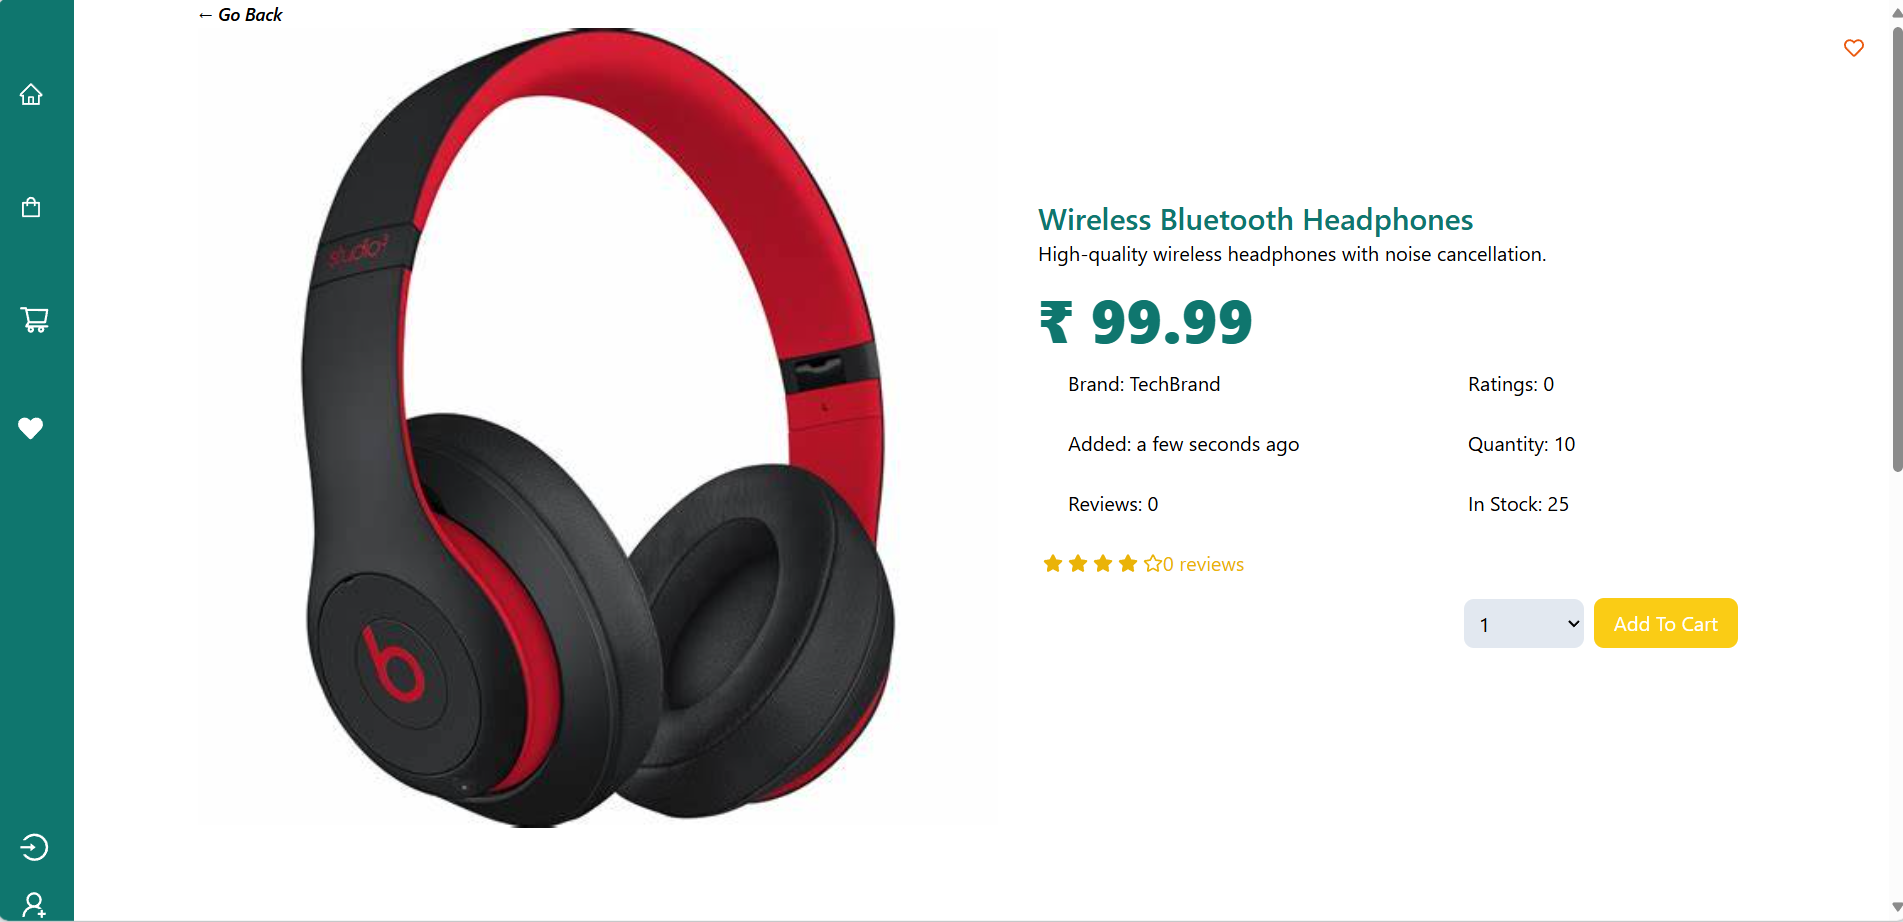 ← Go Back
studio³
Wireless Bluetooth Headphones
High-quality wireless headphones with noise cancellation.
₹ 99.99
Brand: TechBrand
Ratings: 0
Added: a few seconds ago
Quantity: 10
Reviews: 0
In Stock: 25
0 reviews
1
Add To Cart
L
b